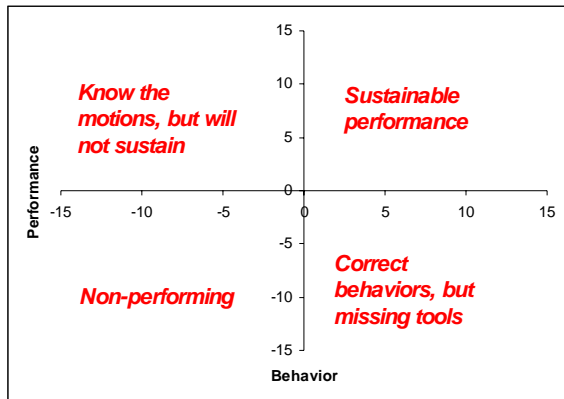 15
Know the
motions, but will
not sustain
Sustainable
performance
10
5
0
-15
-10
-5
0
5
10
15
Performance
-5
Non-performing
Correct
behaviors, but
missing tools
-10
-15
Behavior